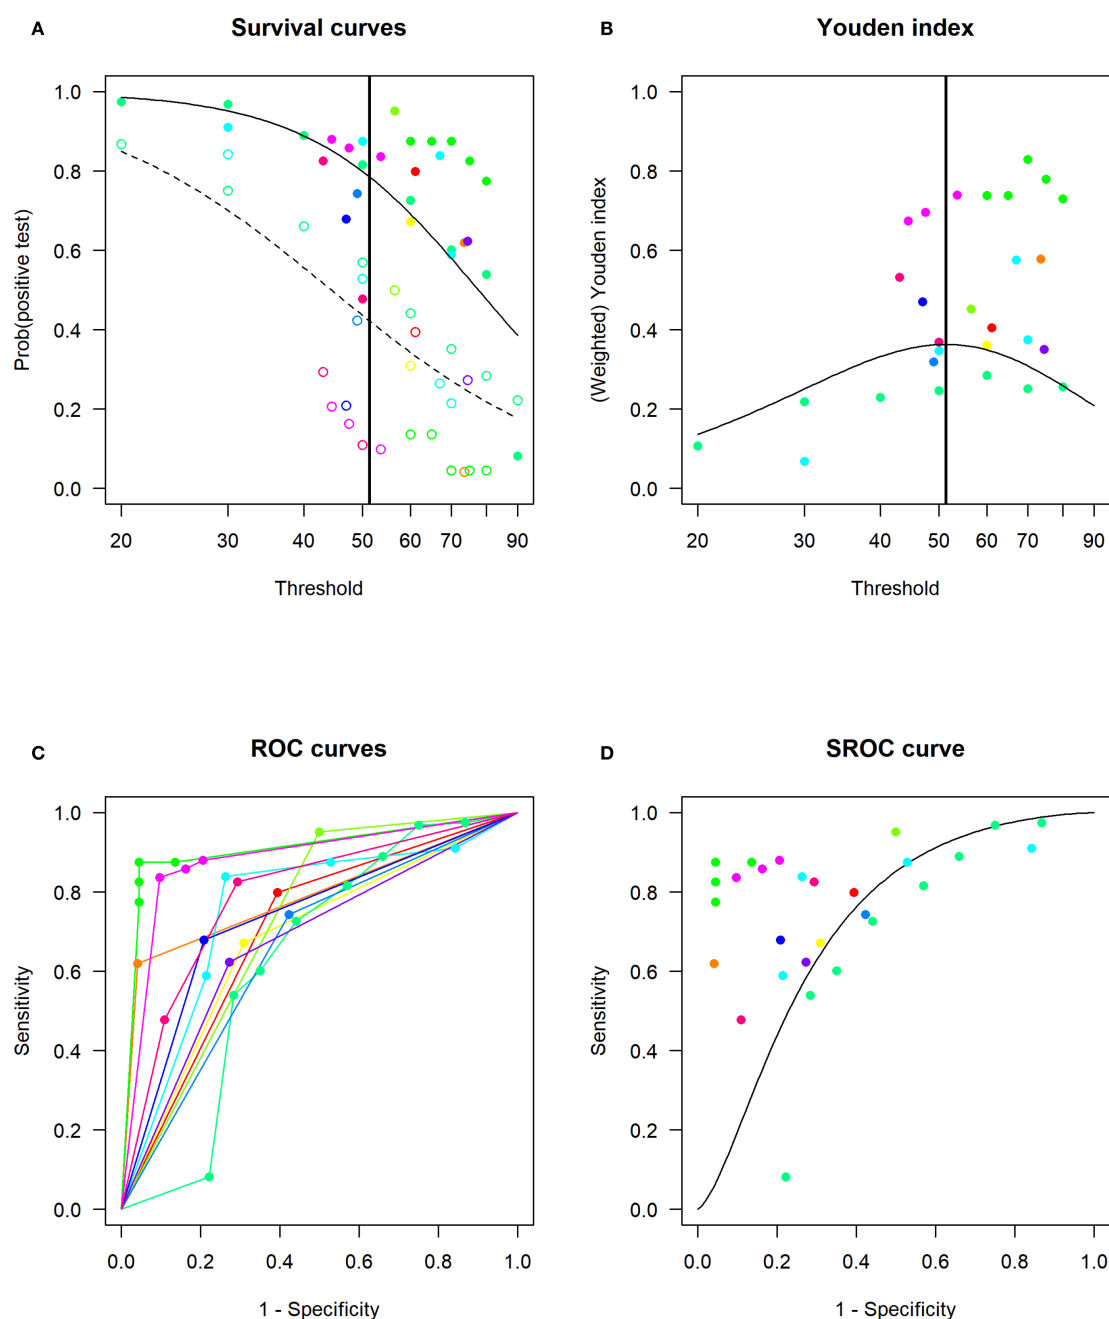 A
Survival curves
Prob(positive test)
1.0
0.8
0.6
0.4
0.2
0.0
20 30 40 50 60 70 90
Threshold
B
Youden index
(Weighted) Youden index
1.0
0.8
0.6
0.4
0.2
0.0
20 30 40 50 60 70 90
Threshold
C
ROC curves
Sensitivity
1.0
0.8
0.6
0.4
0.2
0.0
0.0 0.2 0.4 0.6 0.8 1.0
1 - Specificity
D
SROC curve
Sensitivity
1.0
0.8
0.6
0.4
0.2
0.0
0.0 0.2 0.4 0.6 0.8 1.0
1 - Specificity